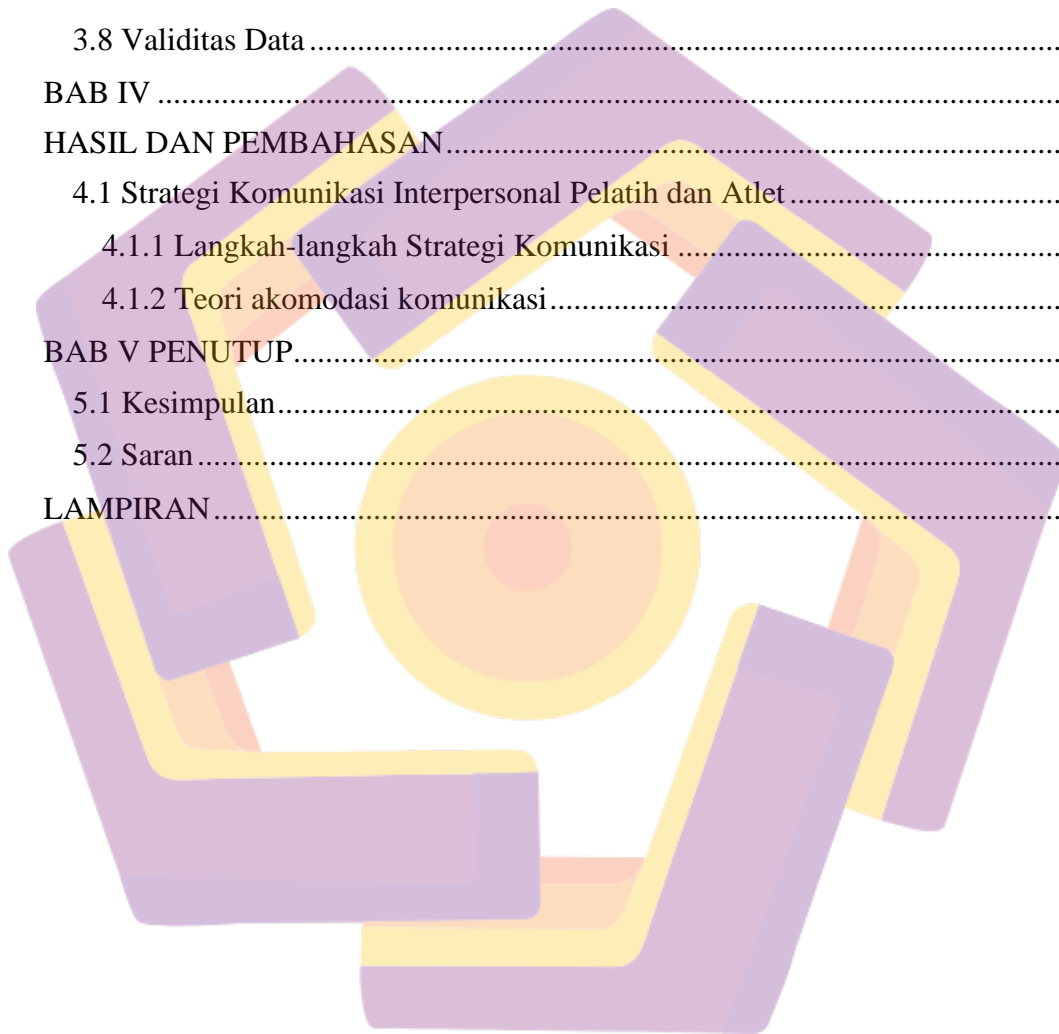 3.8 Validitas Data ........................................................................................................
BAB IV ........................................................................................................................
HASIL DAN PEMBAHASAN ..................................................................................
4.1 Strategi Komunikasi Interpersonal Pelatih dan Atlet ....................................
4.1.1 Langkah-langkah Strategi Komunikasi ...................................................
4.1.2 Teori akomodasi komunikasi ....................................................................
BAB V PENUTUP .....................................................................................................
5.1 Kesimpulan .......................................................................................................
5.2 Saran ..................................................................................................................
LAMPIRAN ................................................................................................................